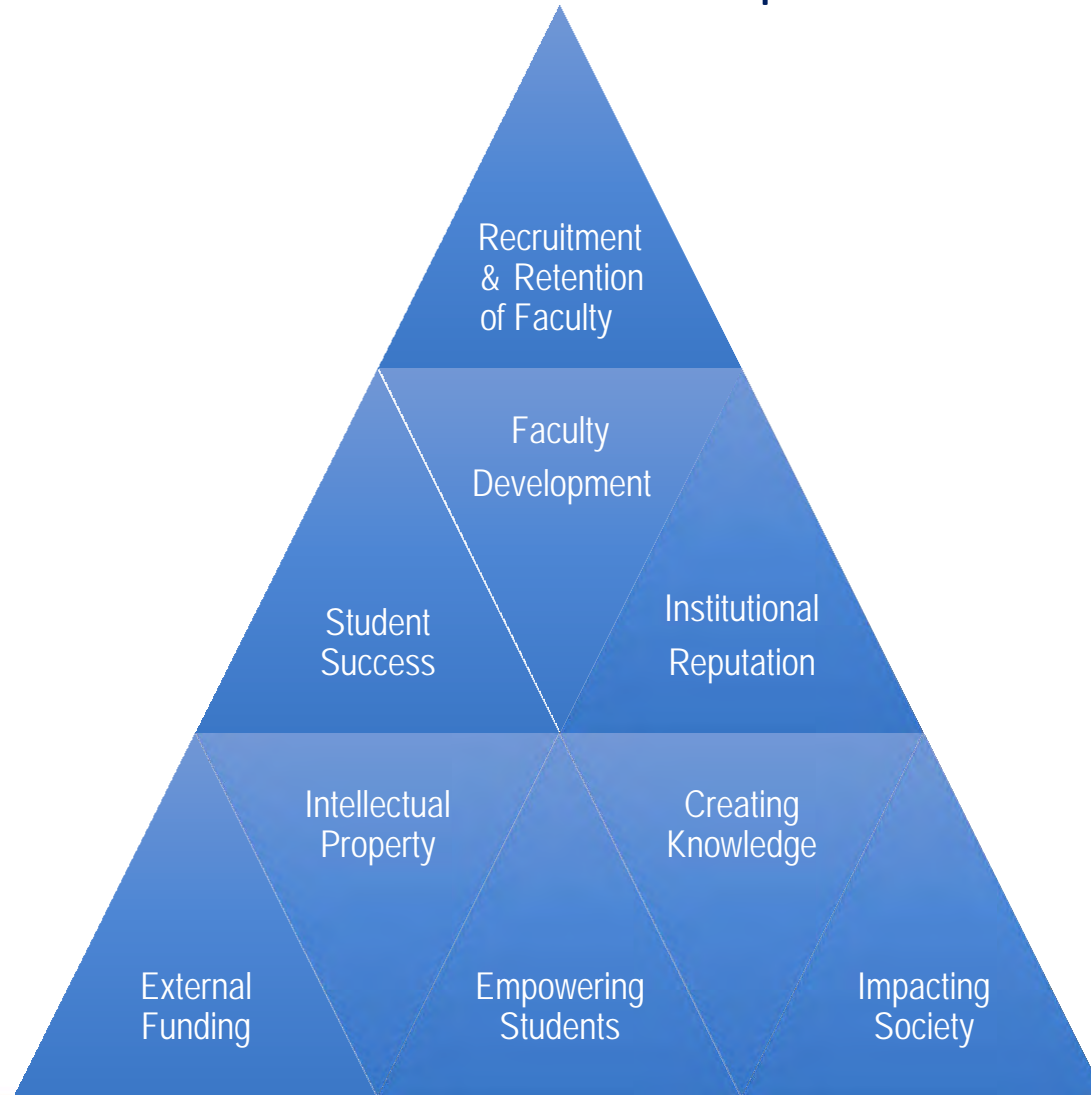 Recruitment
& Retention
of Faculty
Faculty
Development
Student
Success
Institutional
Reputation
Intellectual
Property
Creating
Knowledge
External
Funding
Empowering
Students
Impacting
Society